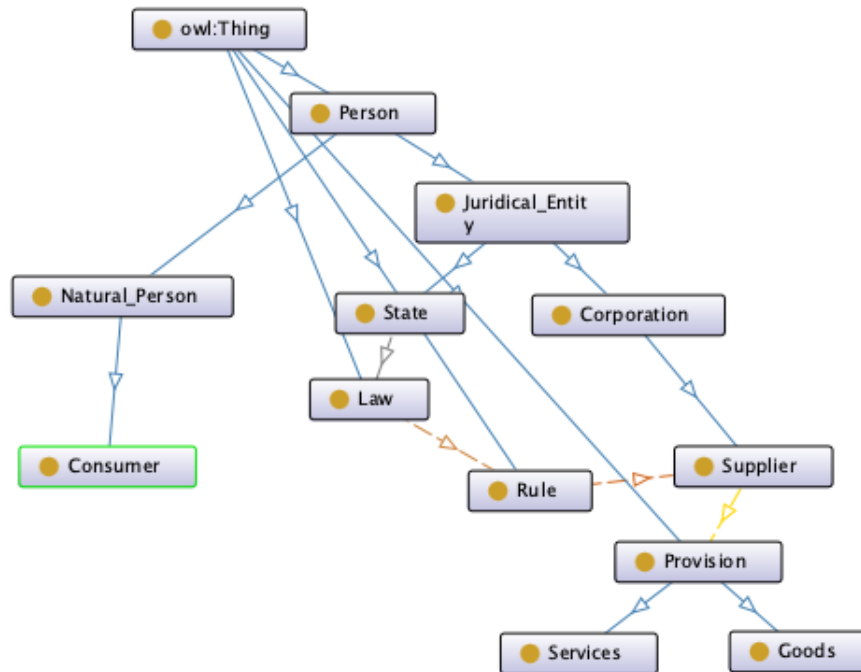 owl:Thing
Person
Juridical_Entit
y
Natural_Person
State
Corporation
Law
Consumer
Supplier
Rule
Provision
Services
Goods